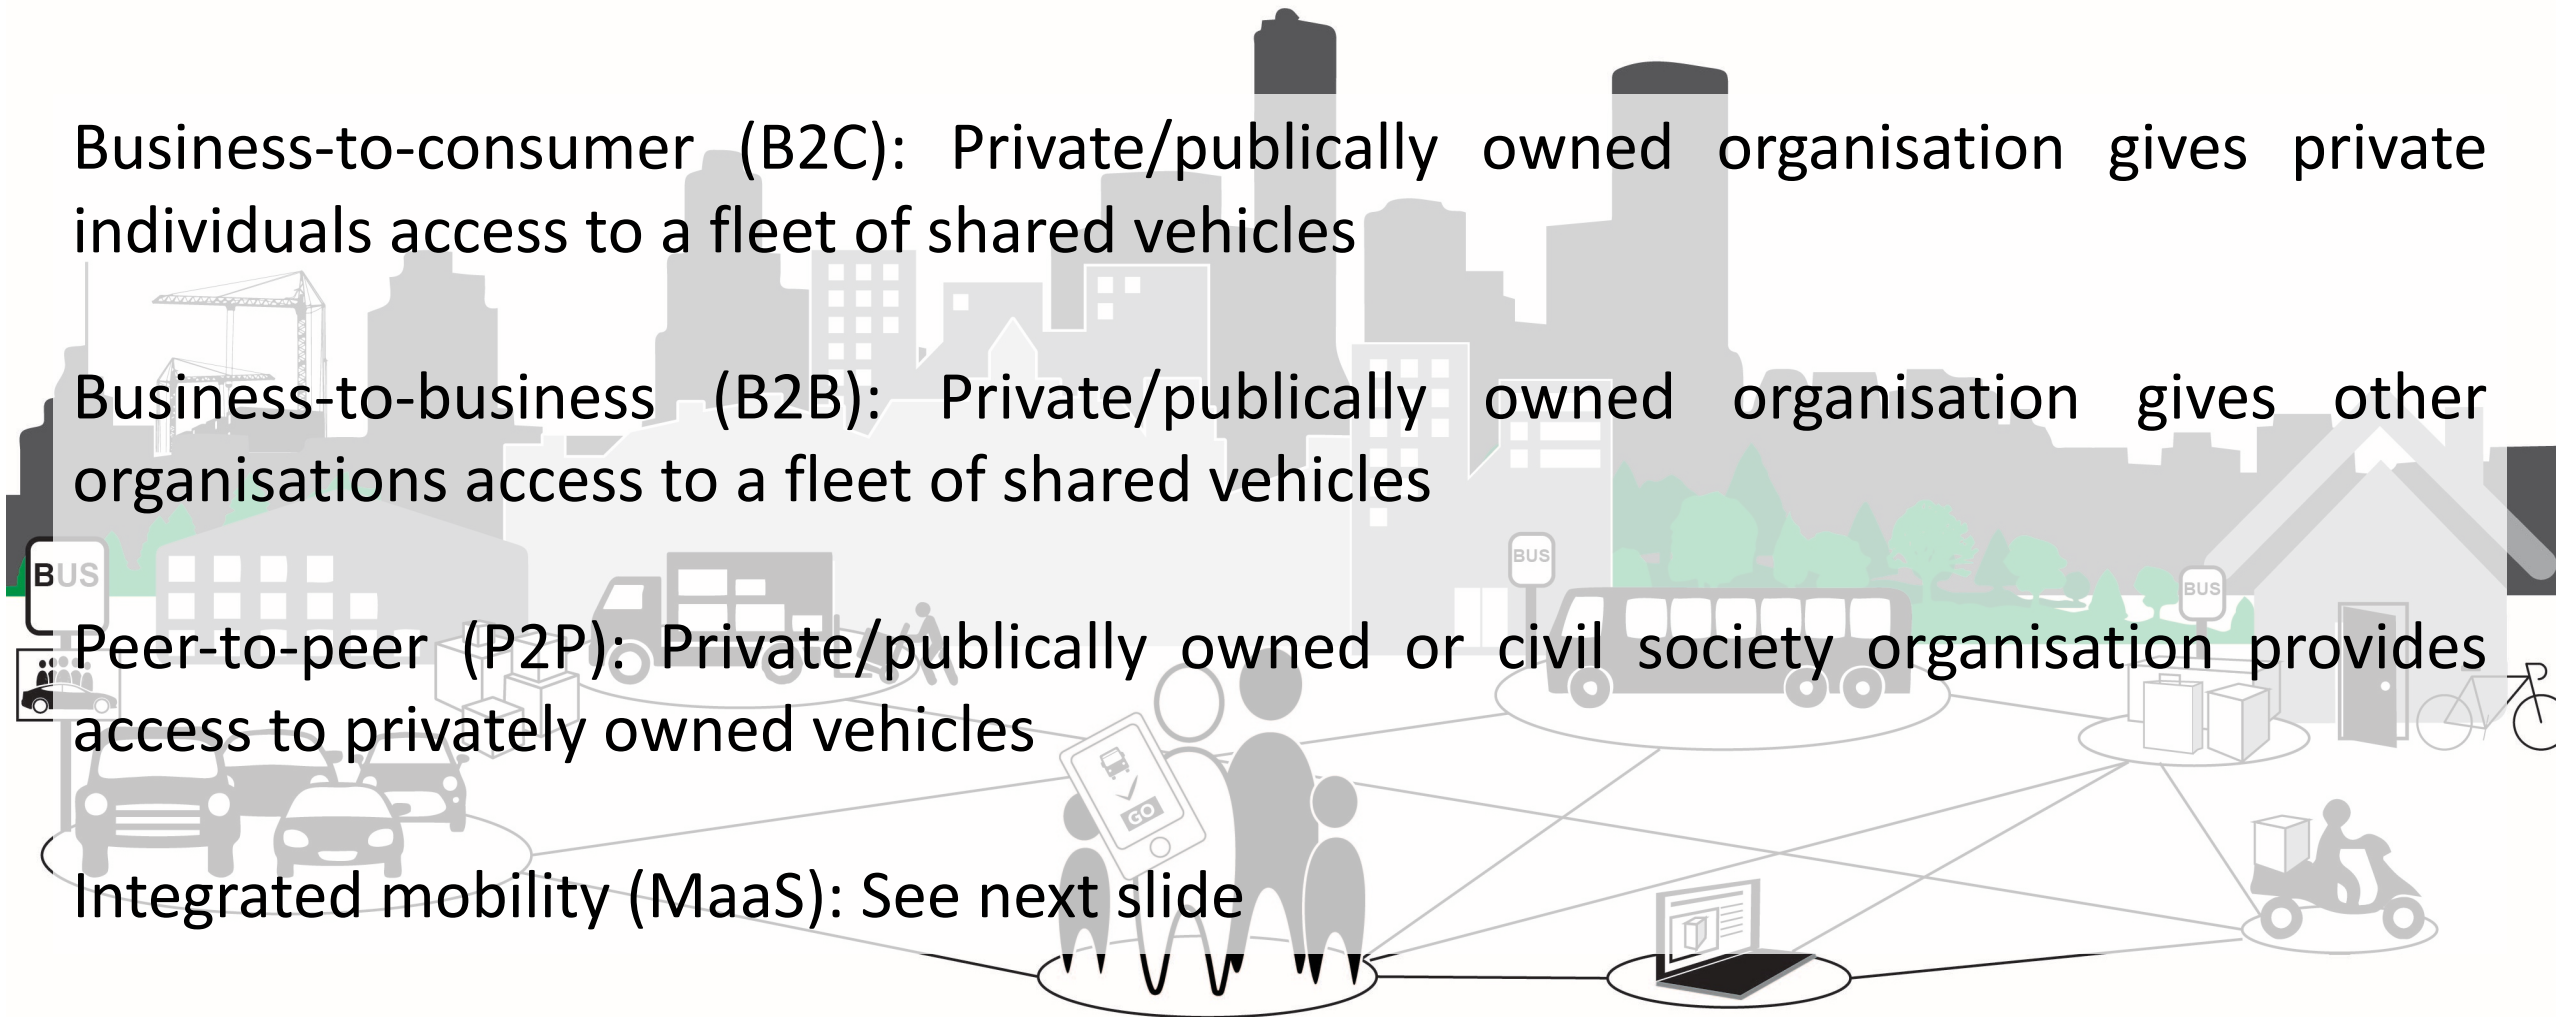 Business-to-consumer (B2C): Private/publically owned organisation gives private
individuals access to a fleet of shared vehicles
Business-to-business (B2B): Private/publically owned organisation gives other
organisations access to a fleet of shared vehicles
BUS
BUS
BUS
Peer-to-peer (P2P): Private/publically owned or civil society organisation provides
access to privately owned vehicles
GO
Integrated mobility (MaaS): See next slide